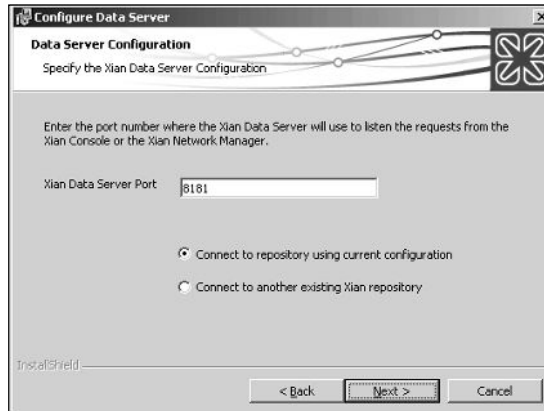 Configure Data Server
Data Server Configuration
Specify the Xian Data Server Configuration
Enter the port number where the Xian Data Server will use to listen the requests from the
Xian Console or the Xian Network Manager.
Xian Data Server Port
8181
Connect to repository using current configuration
Connect to another existing Xian repository
InstallShield
< Back
Next >
Cancel